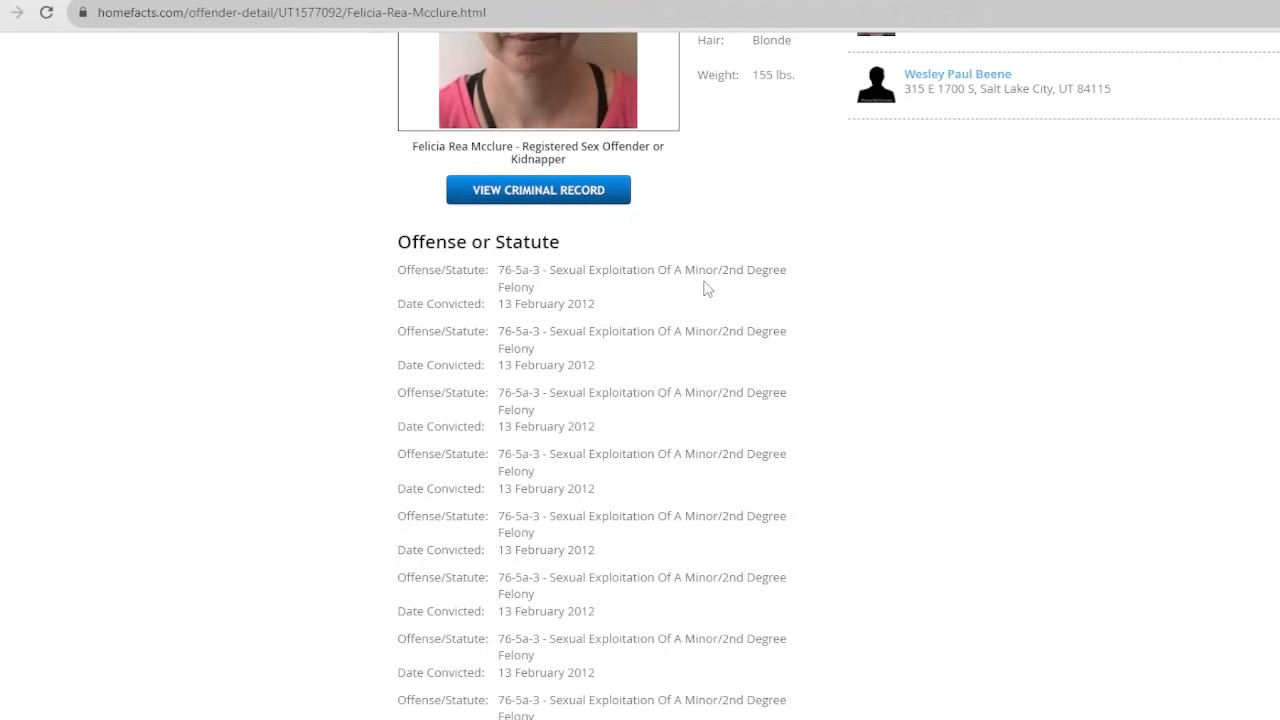 homefacts.com/offender-detail/UT1577092/Felicia-Rea-Mcclure.html
Hair: Blonde
Weight: 155 lbs.
Felicia Rea Mcclure - Registered Sex Offender or
Kidnapper
VIEW CRIMINAL RECORD
Wesley Paul Beene
315 E 1700 S, Salt Lake City, UT 84115
Offense or Statute
Offense/Statute: 76-5a-3 - Sexual Exploitation Of A Minor/2nd Degree
Felony
Date Convicted: 13 February 2012
Offense/Statute: 76-5a-3 - Sexual Exploitation Of A Minor/2nd Degree
Felony
Date Convicted: 13 February 2012
Offense/Statute: 76-5a-3 - Sexual Exploitation Of A Minor/2nd Degree
Felony
Date Convicted: 13 February 2012
Offense/Statute: 76-5a-3 - Sexual Exploitation Of A Minor/2nd Degree
Felony
Date Convicted: 13 February 2012
Offense/Statute: 76-5a-3 - Sexual Exploitation Of A Minor/2nd Degree
Felony
Date Convicted: 13 February 2012
Offense/Statute: 76-5a-3 - Sexual Exploitation Of A Minor/2nd Degree
Felony
Date Convicted: 13 February 2012
Offense/Statute: 76-5a-3 - Sexual Exploitation Of A Minor/2nd Degree
Felony
Date Convicted: 13 February 2012
Offense/Statute: 76-5a-3 - Sexual Exploitation Of A Minor/2nd Degree
Felony